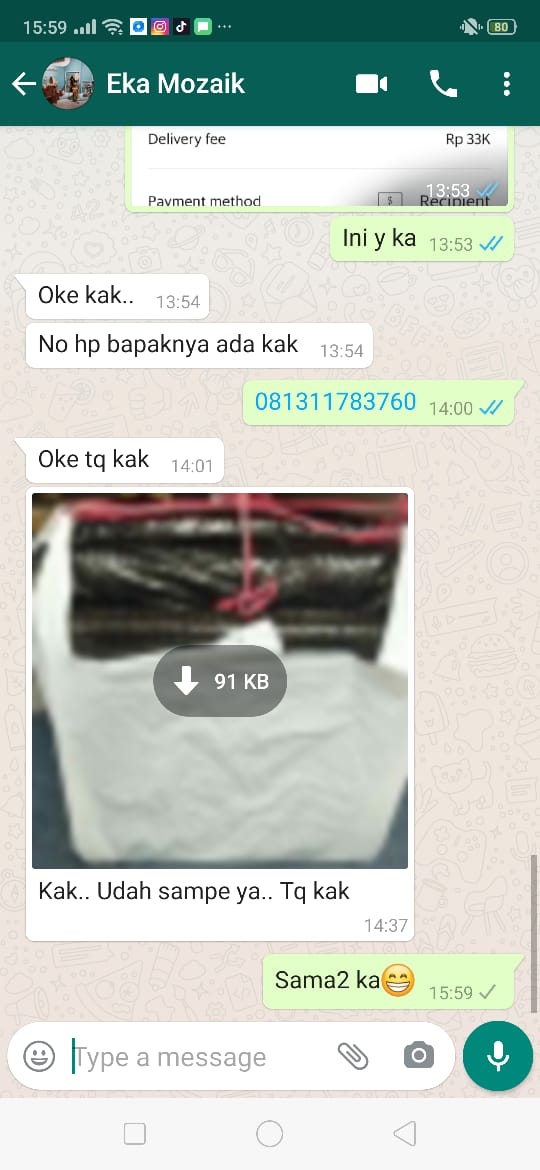 15:59
80
Eka Mozaik
Delivery fee Rp 33K
Payment method Recipient
13:53
Ini y ka 13:53
Oke kak.. 13:54
No hp bapaknya ada kak 13:54
081311783760 14:00
Oke tq kak 14:01
91 KB
Kak.. Udah sampe ya.. Tq kak
14:37
Sama2 ka😁 15:59
Type a message